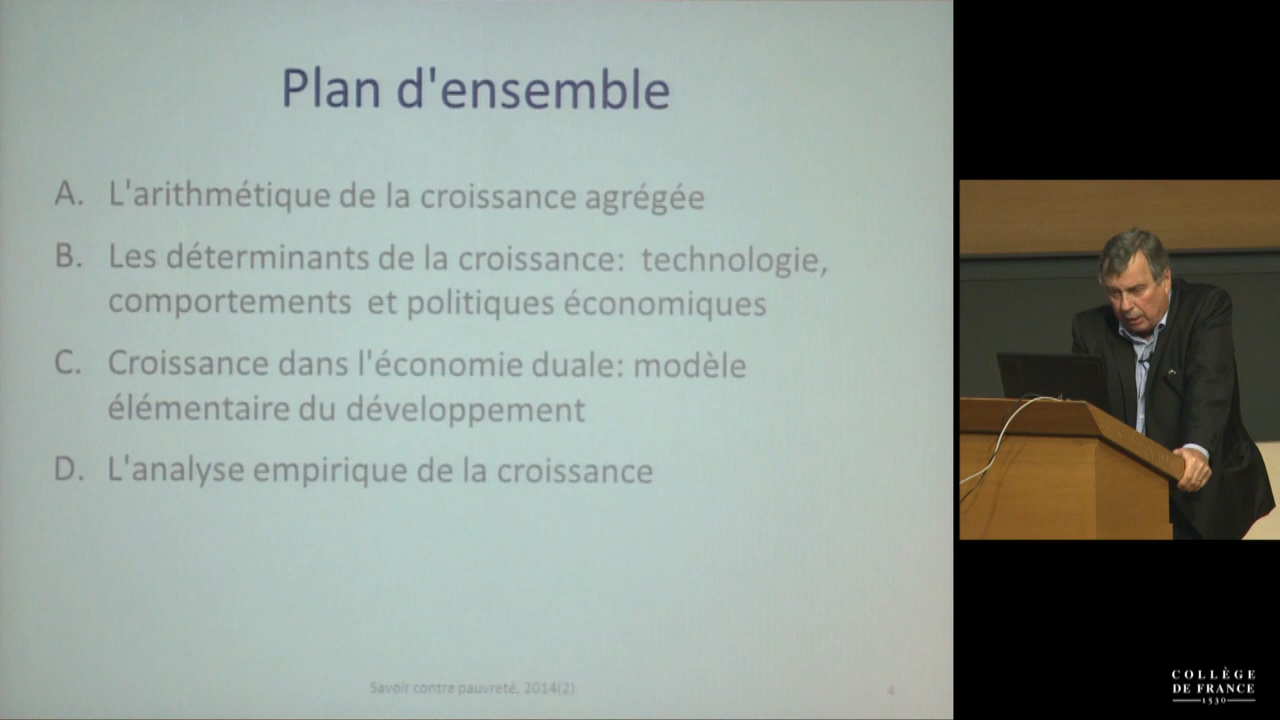 Plan d'ensemble
A. L'arithmétique de la croissance agrégée
B. Les déterminants de la croissance: technologie,
comportements et politiques économiques
C. Croissance dans l'économie duale: modèle
élémentaire du développement
D. L'analyse empirique de la croissance
Savoir contre pauvreté, 2014(2)
4
COLLÈGE
DE FRANCE
1530